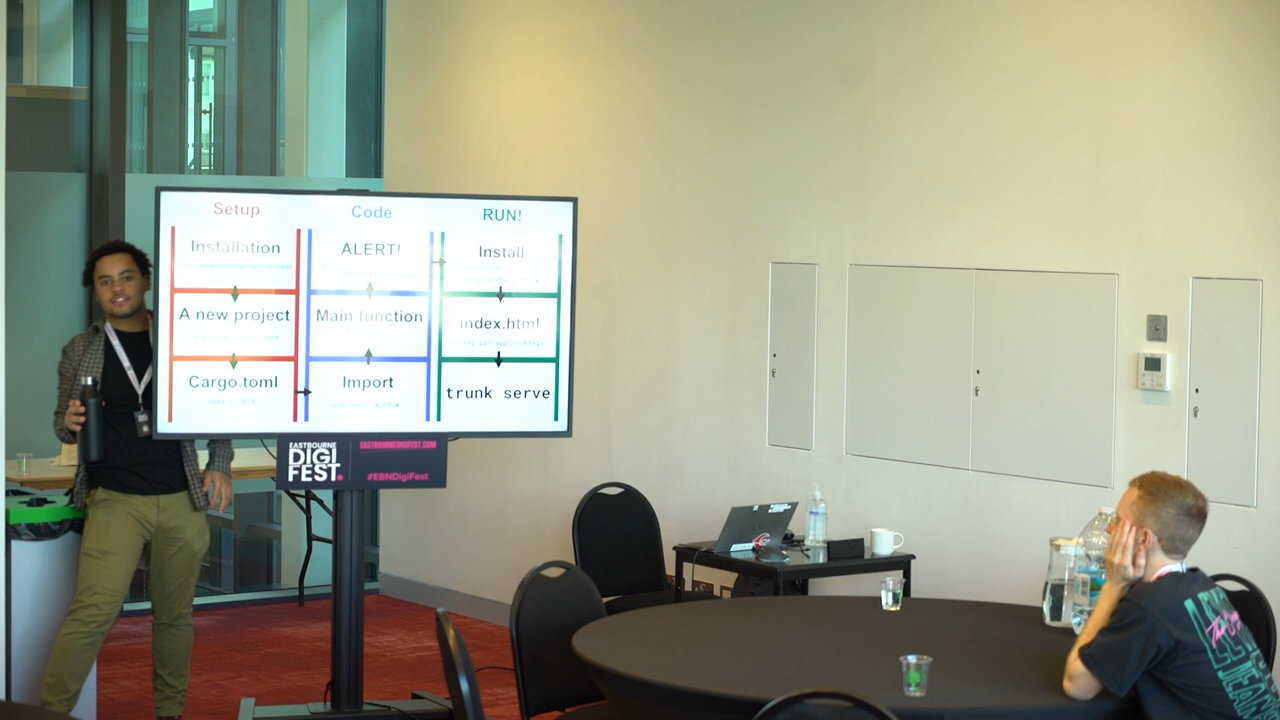 Setup
Installation
A new project
Cargo.toml
Code
ALERT!
Main function
Import
RUN!
Install
index.html
trunk serve
EASTBOURNE
DIGI
FEST.
EASTBOURNEDIGIFEST.COM
#EBNDigiFest